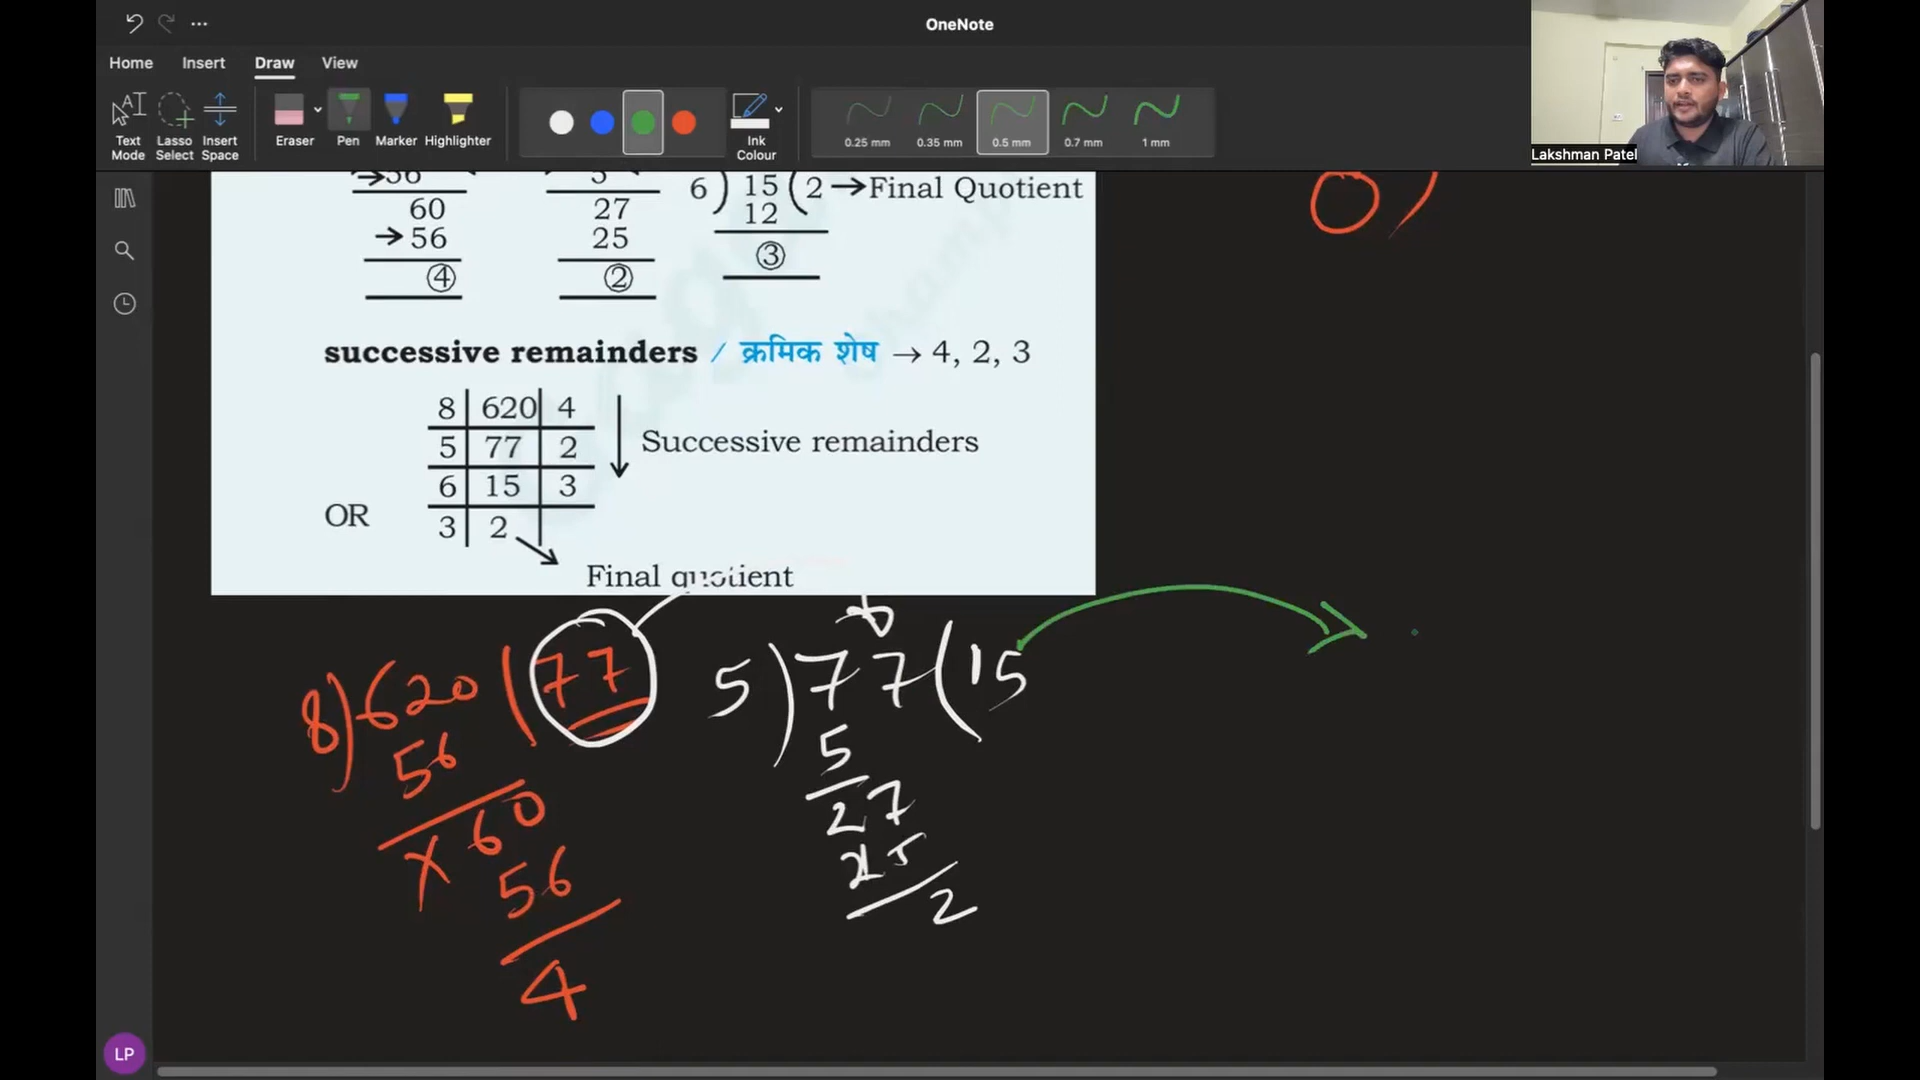 OneNote
Home Insert Draw View
Text Mode
Lasso Select
Insert Space
Eraser
Pen
Marker
Highlighter
Ink Colour
0.25 mm
0.35 mm
0.5 mm
0.7 mm
1 mm
Lakshman Patel
→56 5 6 ) 15 ( 2 → Final Quotient
60 27 12
→ 56 25 ③
④ ②
successive remainders / क्रमिक शेष → 4, 2, 3
8 | 620 | 4
5 | 77 | 2 Successive remainders
6 | 15 | 3
OR 3 | 2
Final quotient
8)620(77 5)77(15
56 5
x60 27
56 25
4 2
LP